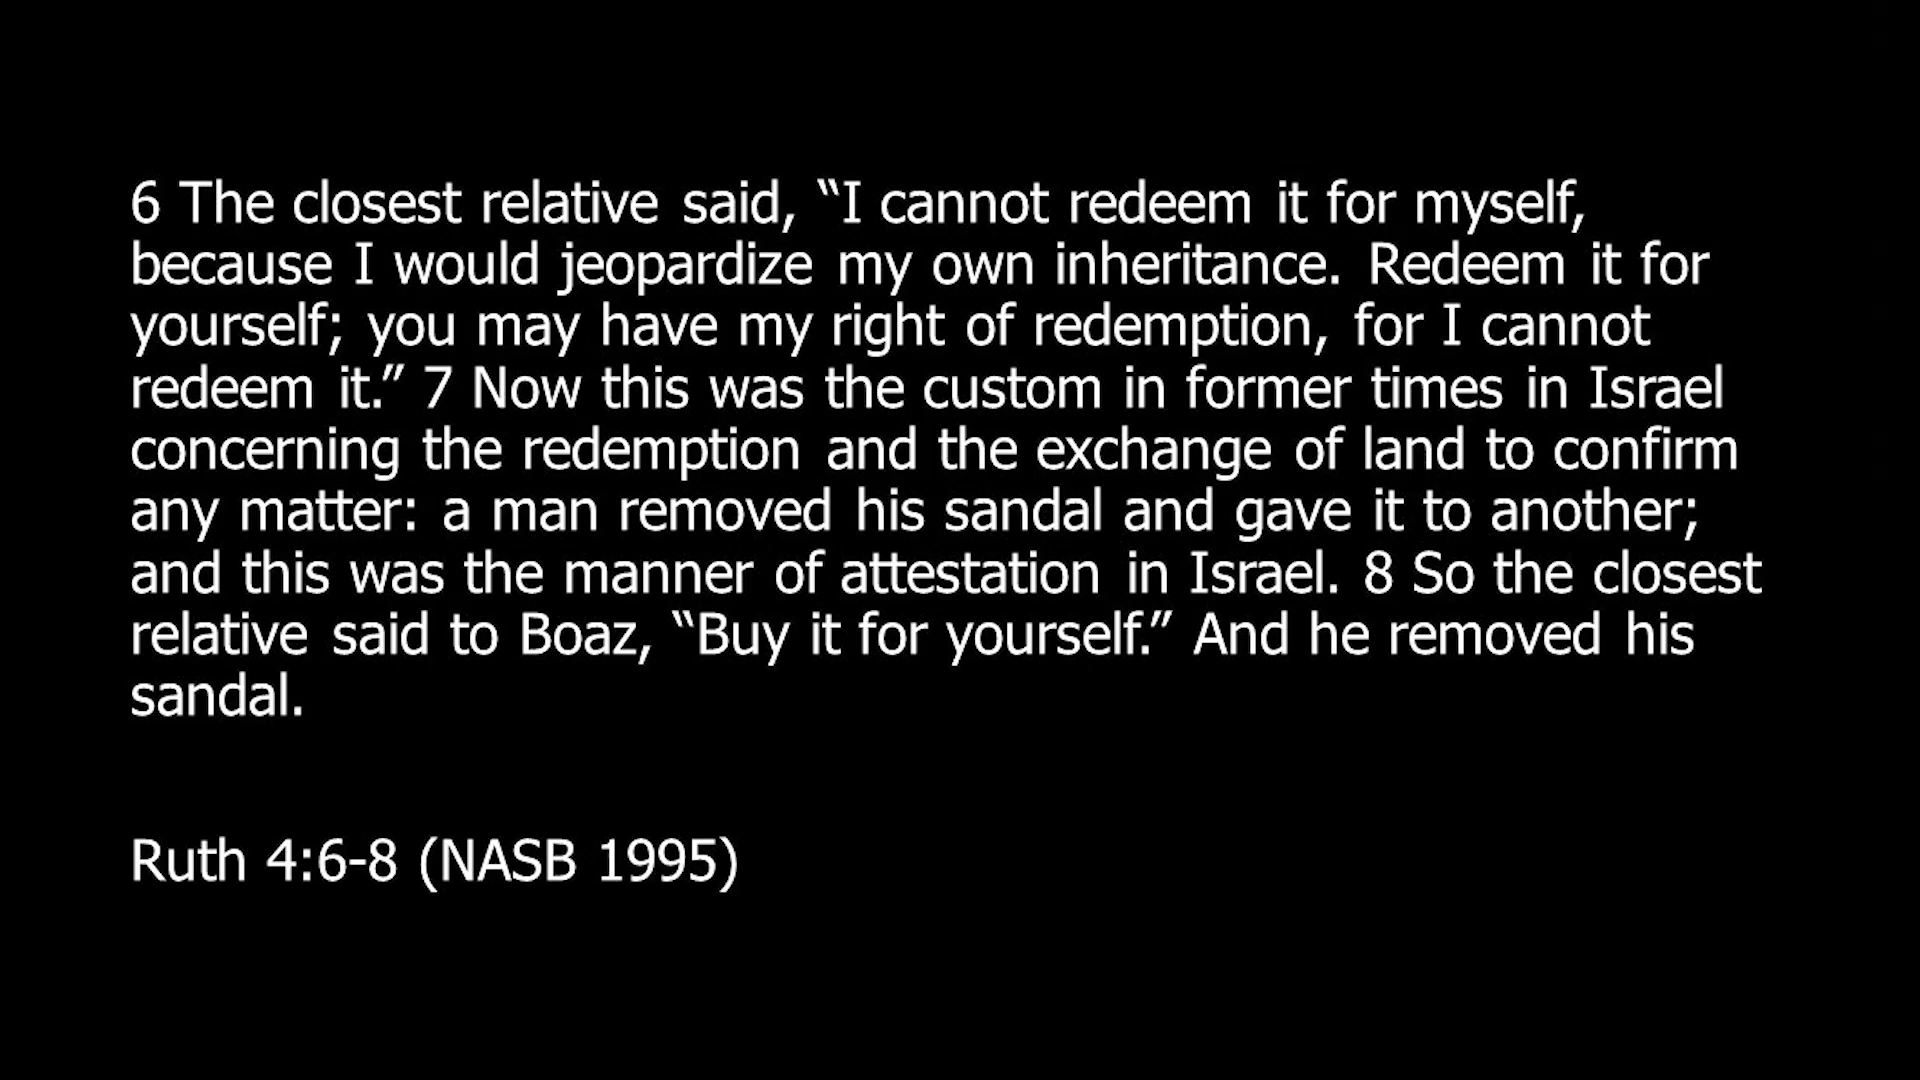 6 The closest relative said, “I cannot redeem it for myself,
because I would jeopardize my own inheritance. Redeem it for
yourself; you may have my right of redemption, for I cannot
redeem it.” 7 Now this was the custom in former times in Israel
concerning the redemption and the exchange of land to confirm
any matter: a man removed his sandal and gave it to another;
and this was the manner of attestation in Israel. 8 So the closest
relative said to Boaz, “Buy it for yourself.” And he removed his
sandal.
Ruth 4:6-8 (NASB 1995)